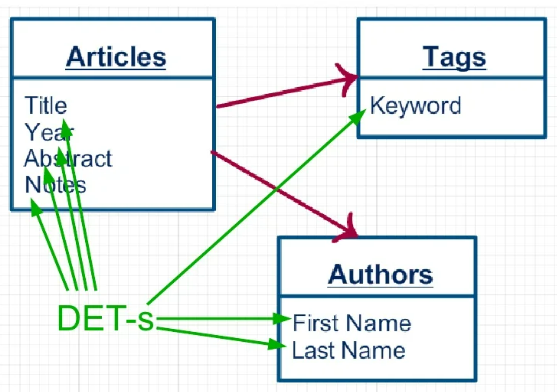 Articles
Title
Year
Abstract
Notes
Tags
Keyword
Authors
First Name
Last Name
DET-s